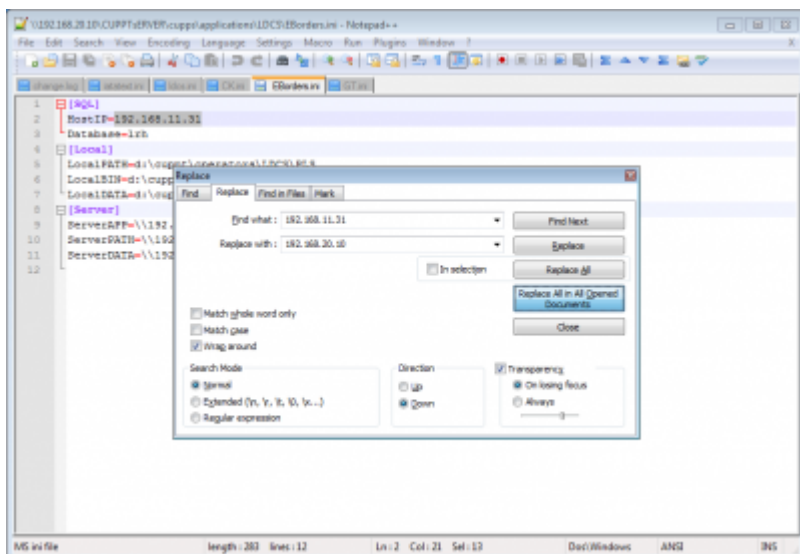 \\192.168.20.10\CUPPTsERVER\cupps\applications\LDCS\EBorders.ini - Notepad++
File Edit Search View Encoding Language Settings Macro Run Plugins Window ? X
change.log EBorders.ini GT.ini
1 [SQL]
2 HostIP=192.168.11.31
3 Database=lrh
4 [Local]
5 LocalPATH=d:\cuppt\operators\LDCS\
6 LocalBIN=d:\cupp
7 LocalDATA=d:\cup
8 [Server]
9 ServerAPP=\\192.
10 ServerPATH=\\192
11 ServerDATA=\\192
12
Replace
Find Replace Find in Files Mark
Find what : 192.168.11.31 Find Next
Replace with : 192.168.20.10 Replace
In selection Replace All
Replace All in All Opened
Documents
Match whole word only Close
Match case
Wrap around
Search Mode Direction Transparency
Normal Up On losing focus
Extended (\n, \r, \t, \0, \x...) Down Always
Regular expression
MS ini file length : 283 lines : 12 Ln : 2 Col : 21 Sel : 13 Dos\Windows ANSI INS